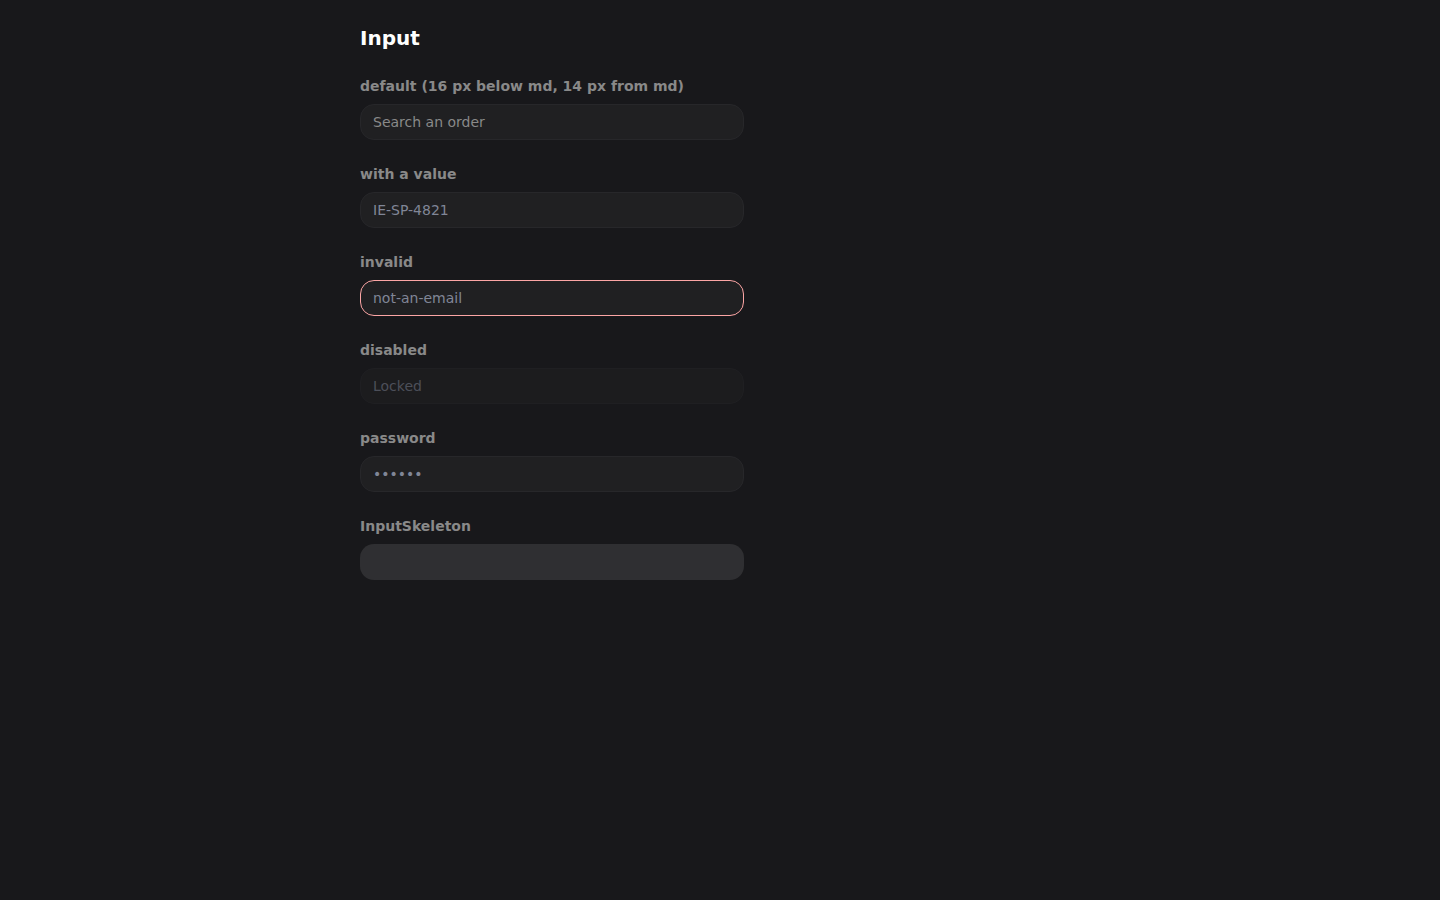 Input
default (16 px below md, 14 px from md)
Search an order
with a value
IE-SP-4821
invalid
not-an-email
disabled
Locked
password
••••••
InputSkeleton